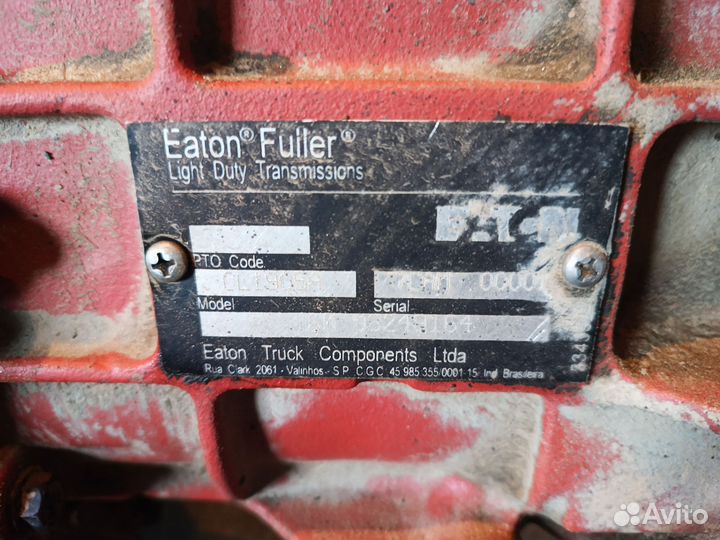 Eaton® Fuller®
Light Duty Transmissions
EATON
PTO Code
Model
Serial
Eaton Truck Components Ltda
Rua Clark 2061 - Valinhos - S P C G C 45 985 355/0001 15 Ind Brasileira
Avito